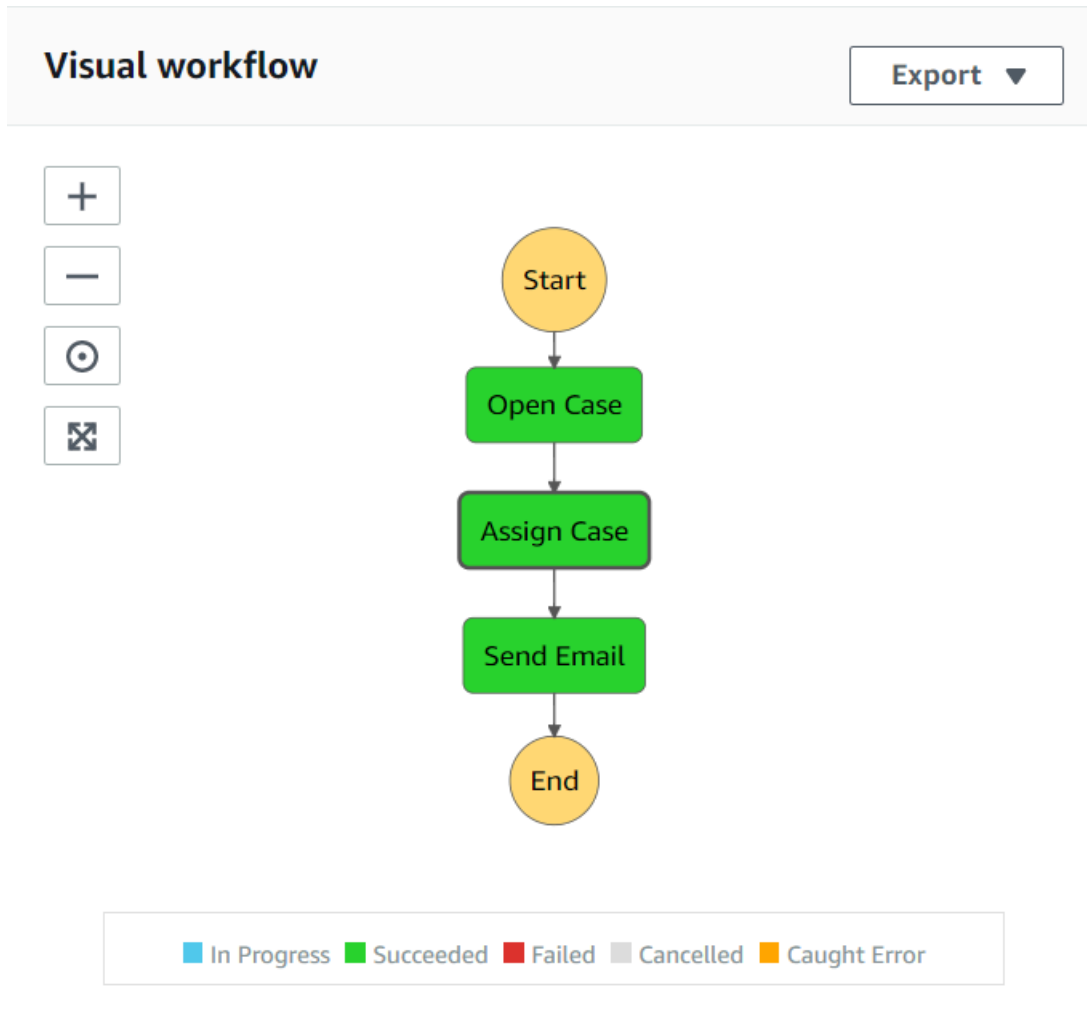 Visual workflow
Export
Start
Open Case
Assign Case
Send Email
End
In Progress Succeeded Failed Cancelled Caught Error